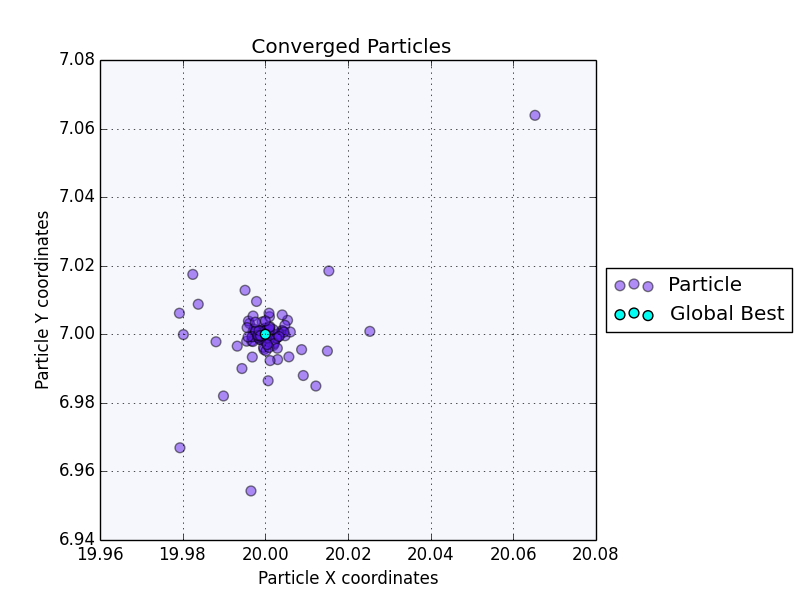 Converged Particles
7.08
7.06
7.04
7.02
7.00
6.98
6.96
6.94
Particle Y coordinates
19.96 19.98 20.00 20.02 20.04 20.06 20.08
Particle X coordinates
Particle
Global Best